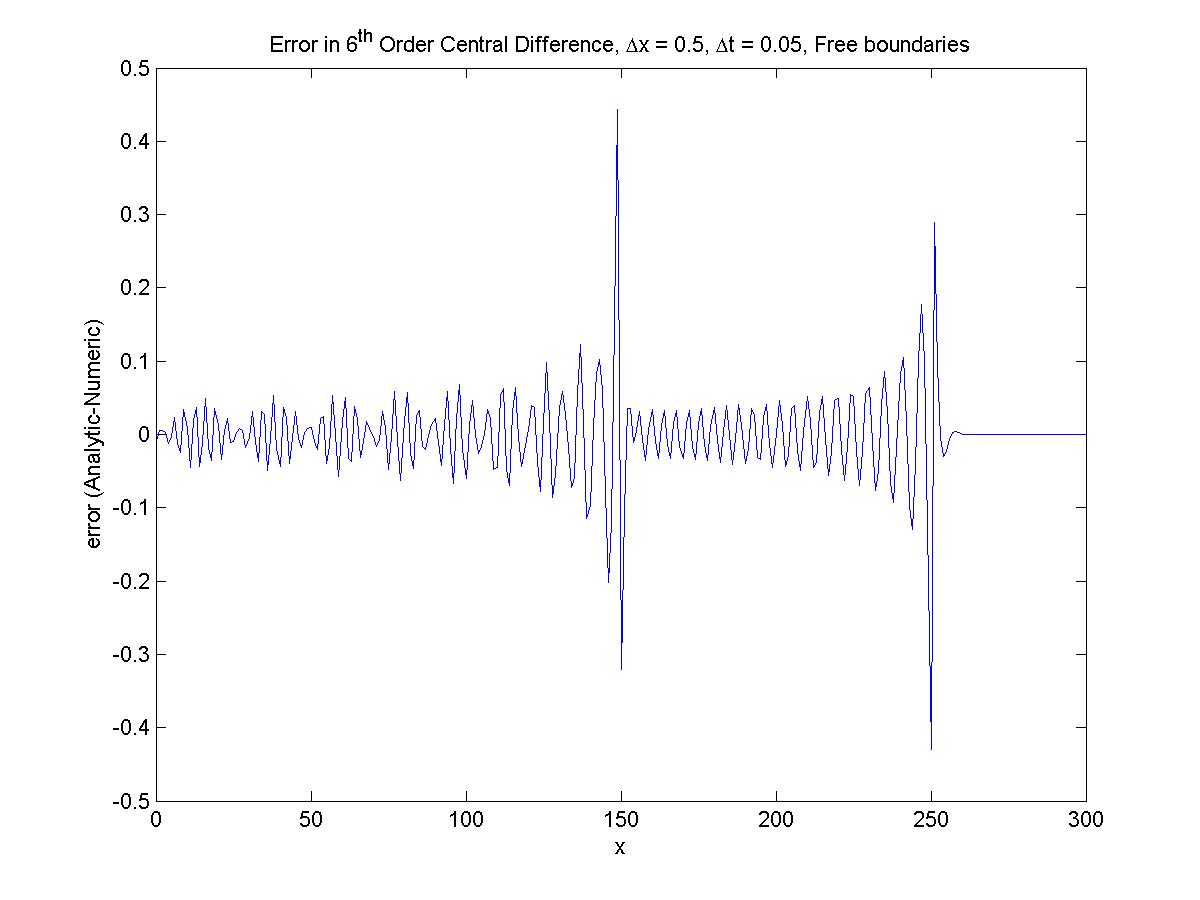 Error in 6th Order Central Difference, Δx = 0.5, Δt = 0.05, Free boundaries
0.5
0.4
0.3
0.2
0.1
0
-0.1
-0.2
-0.3
-0.4
-0.5
error (Analytic-Numeric)
0 50 100 150 200 250 300
x